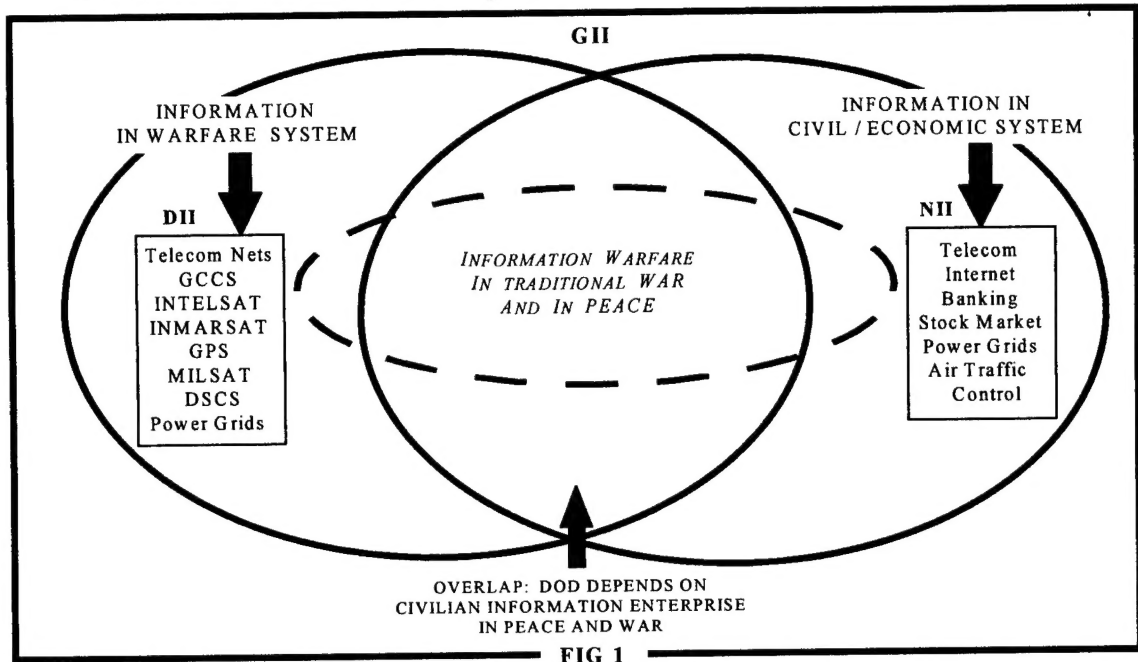 GII
INFORMATION
IN WARFARE SYSTEM
INFORMATION IN
CIVIL / ECONOMIC SYSTEM
DII
Telecom Nets
GCCS
INTELSAT
INMARSAT
GPS
MILSAT
DSCS
Power Grids
INFORMATION WARFARE
IN TRADITIONAL WAR
AND IN PEACE
NII
Telecom
Internet
Banking
Stock Market
Power Grids
Air Traffic
Control
OVERLAP: DOD DEPENDS ON
CIVILIAN INFORMATION ENTERPRISE
IN PEACE AND WAR
FIG 1